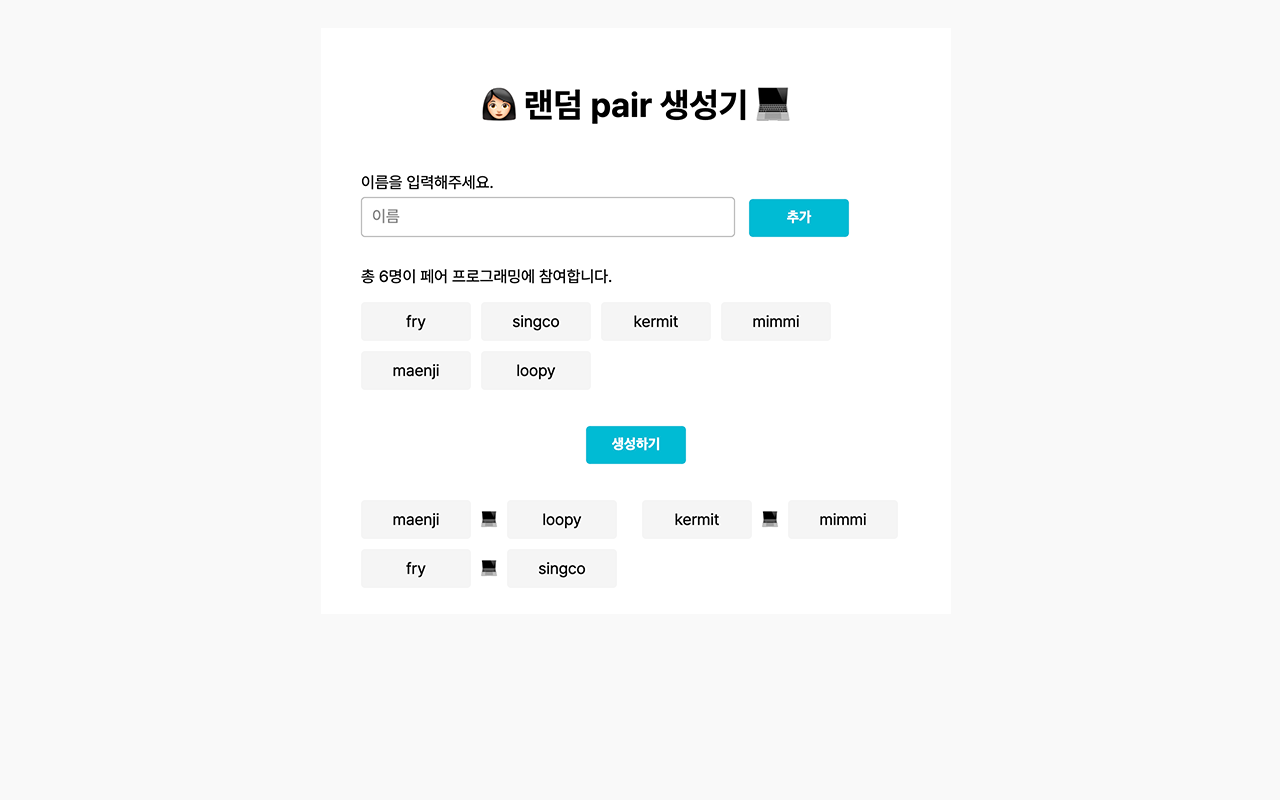 👩🏻 랜덤 pair 생성기 💻
이름을 입력해주세요.
이름 추가
총 6명이 페어 프로그래밍에 참여합니다.
fry singco kermit mimmi
maenji loopy
생성하기
maenji 💻 loopy kermit 💻 mimmi
fry 💻 singco